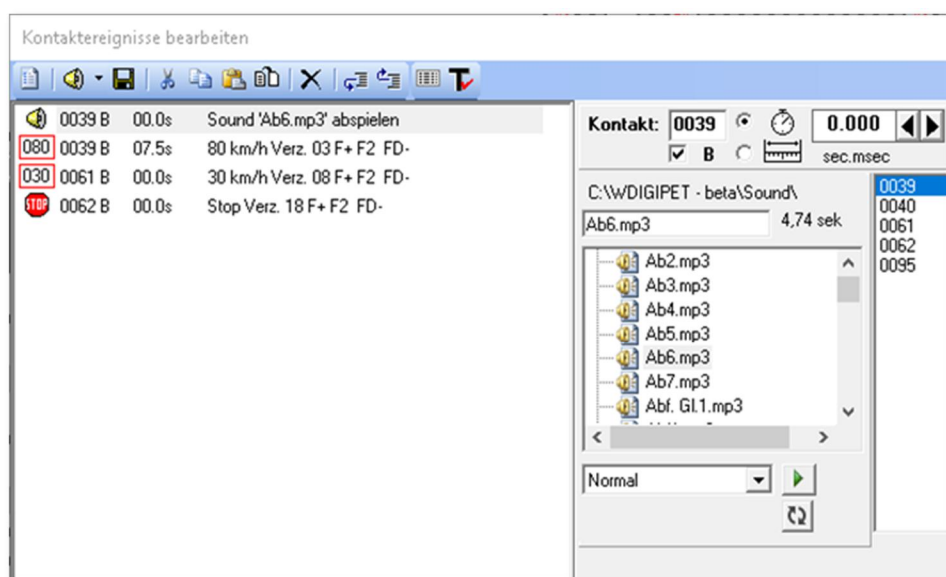 Kontaktereignisse bearbeiten
0039 B 00.0s Sound 'Ab6.mp3' abspielen
080 0039 B 07.5s 80 km/h Verz. 03 F+ F2 FD-
030 0061 B 00.0s 30 km/h Verz. 08 F+ F2 FD-
STOP 0062 B 00.0s Stop Verz. 18 F+ F2 FD-
Kontakt: 0039 0.000
B sec.msec
C:\WDIGIPET - beta\Sound\
Ab6.mp3 4,74 sek
Ab2.mp3
Ab3.mp3
Ab4.mp3
Ab5.mp3
Ab6.mp3
Ab7.mp3
Abf. Gl.1.mp3
Normal
0039
0040
0061
0062
0095